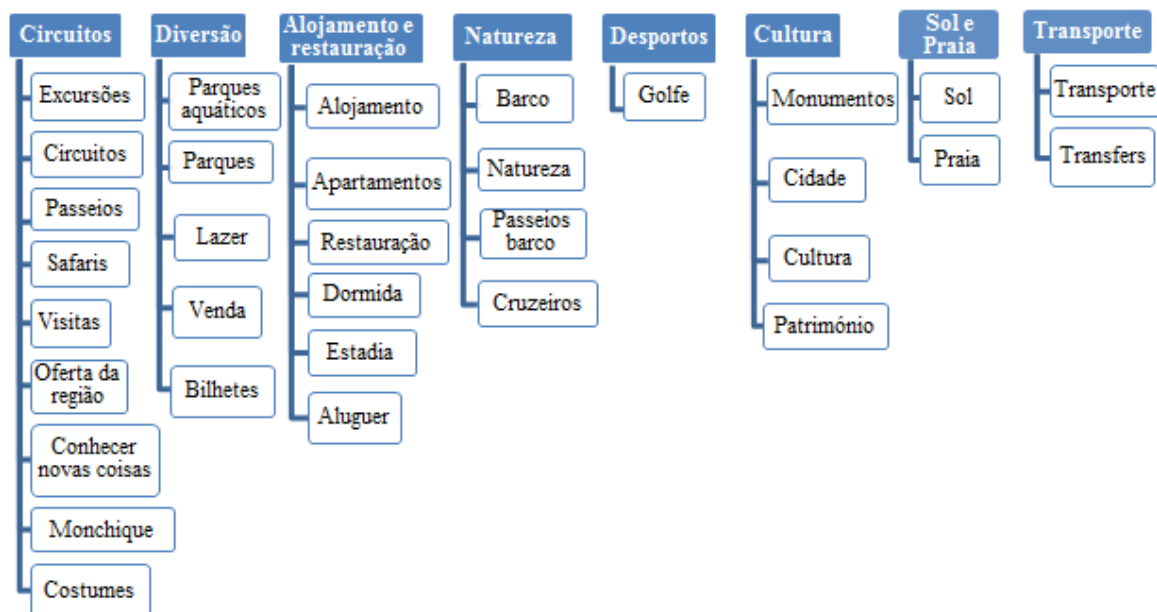 Circuitos
Excursões
Circuitos
Passeios
Safaris
Visitas
Oferta da
região
Conhecer
novas coisas
Monchique
Costumes
Diversão
Parques
aquáticos
Parques
Lazer
Venda
Bilhetes
Alojamento e
restauração
Alojamento
Apartamentos
Restauração
Dormida
Estadia
Aluguer
Natureza
Barco
Natureza
Passeios
barco
Cruzeiros
Desportos
Golfe
Cultura
Monumentos
Cidade
Cultura
Património
Sol e
Praia
Sol
Praia
Transporte
Transporte
Transfers